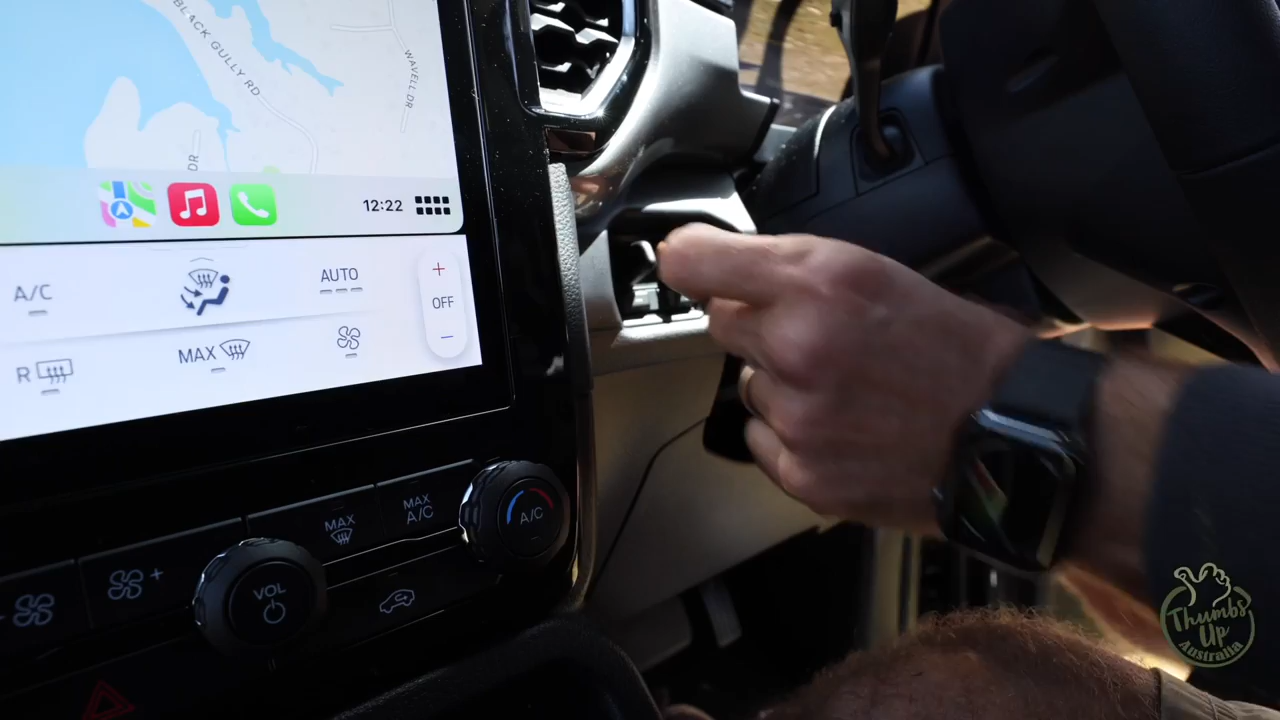 BLACK GULLY RD
WAVELL DR
DR
12:22
A/C
AUTO
+
OFF
−
R
MAX
MAX
A/C
MAX
A/C
+
VOL
-
Thumbs
Up
Australia